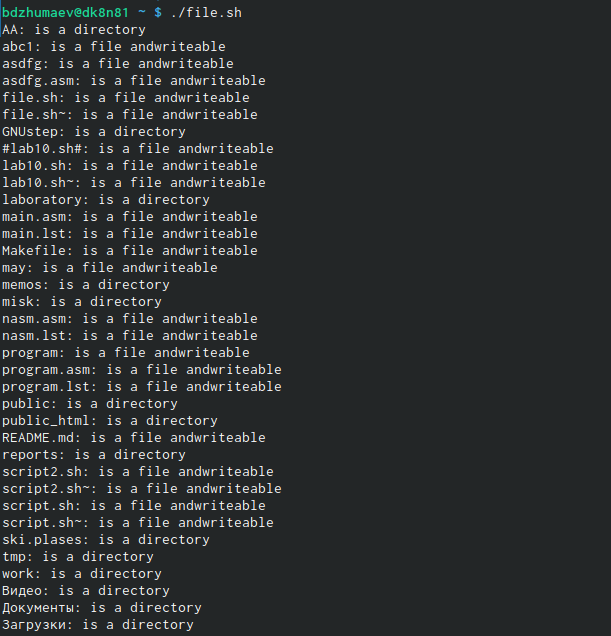 bdzhumaev@dk8n81 ~ $ ./file.sh
AA: is a directory
abc1: is a file andwriteable
asdfg: is a file andwriteable
asdfg.asm: is a file andwriteable
file.sh: is a file andwriteable
file.sh~: is a file andwriteable
GNUstep: is a directory
#lab10.sh#: is a file andwriteable
lab10.sh: is a file andwriteable
lab10.sh~: is a file andwriteable
laboratory: is a directory
main.asm: is a file andwriteable
main.lst: is a file andwriteable
Makefile: is a file andwriteable
may: is a file andwriteable
memos: is a directory
misk: is a directory
nasm.asm: is a file andwriteable
nasm.lst: is a file andwriteable
program: is a file andwriteable
program.asm: is a file andwriteable
program.lst: is a file andwriteable
public: is a directory
public_html: is a directory
README.md: is a file andwriteable
reports: is a directory
script2.sh: is a file andwriteable
script2.sh~: is a file andwriteable
script.sh: is a file andwriteable
script.sh~: is a file andwriteable
ski.plases: is a directory
tmp: is a directory
work: is a directory
Видео: is a directory
Документы: is a directory
Загрузки: is a directory